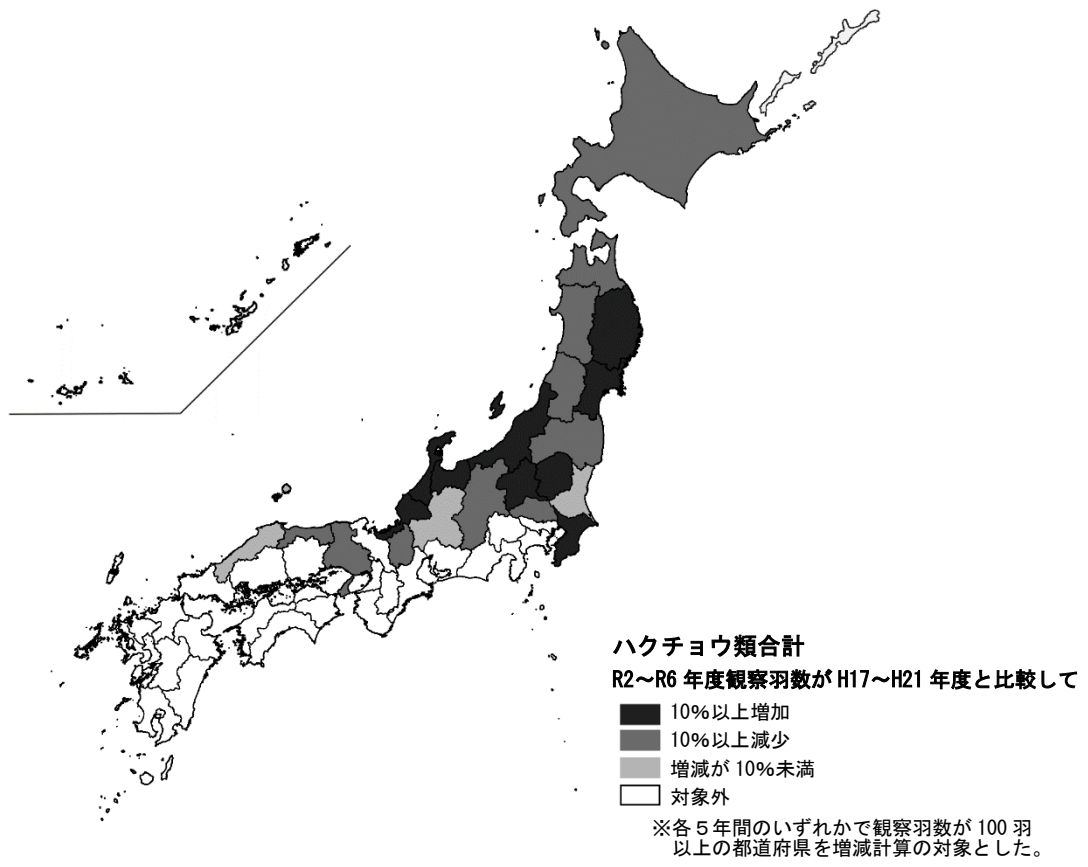 ハクチョウ類合計
R2～R6 年度観察羽数が H17～H21 年度と比較して
10%以上増加
10%以上減少
増減が 10%未満
対象外
※各５年間のいずれかで観察羽数が 100 羽
以上の都道府県を増減計算の対象とした。